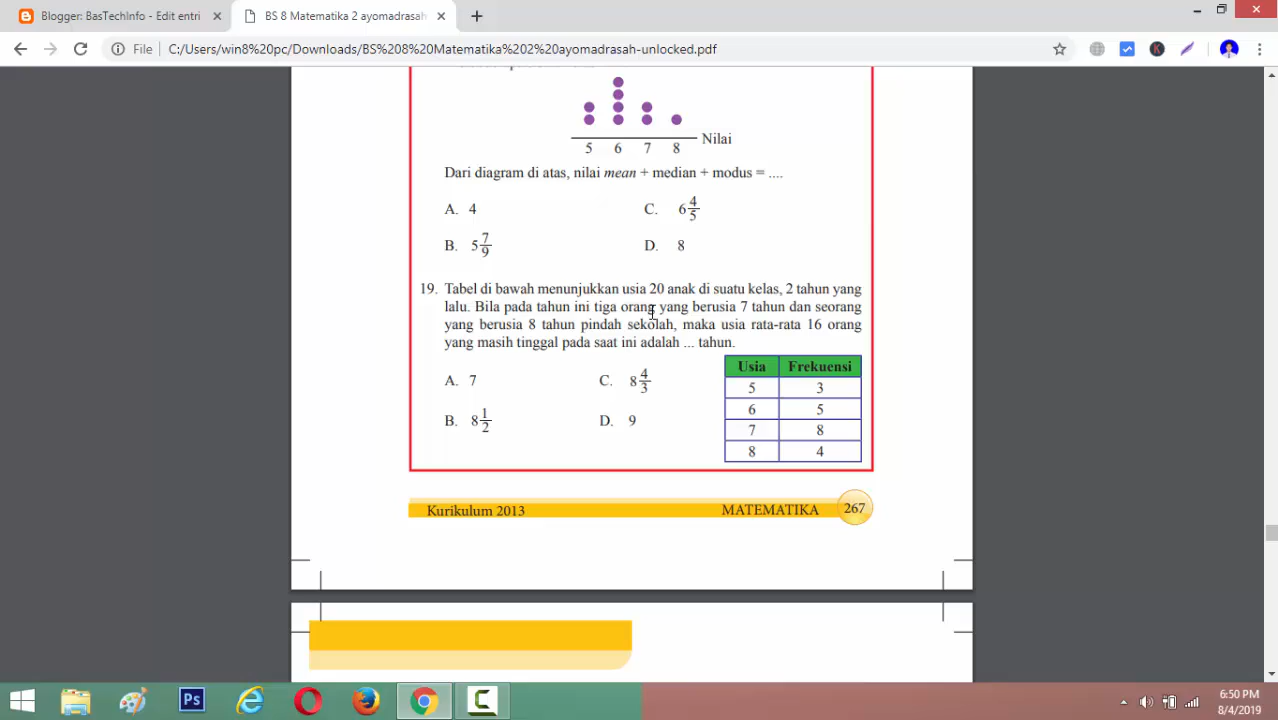 Blogger: BasTechInfo - Edit entri
BS 8 Matematika 2 ayomadrasah
File
C:/Users/win8%20pc/Downloads/BS%208%20Matematika%202%20ayomadrasah-unlocked.pdf
Nilai
5 6 7 8
Dari diagram di atas, nilai mean + median + modus = ....
A. 4
C. 6 4/5
B. 5 7/9
D. 8
19. Tabel di bawah menunjukkan usia 20 anak di suatu kelas, 2 tahun yang
lalu. Bila pada tahun ini tiga orang yang berusia 7 tahun dan seorang
yang berusia 8 tahun pindah sekolah, maka usia rata-rata 16 orang
yang masih tinggal pada saat ini adalah ... tahun.
A. 7
C. 8 4/3
B. 8 1/2
D. 9
Usia Frekuensi
5 3
6 5
7 8
8 4
Kurikulum 2013
MATEMATIKA 267
Ps
6:50 PM
8/4/2019